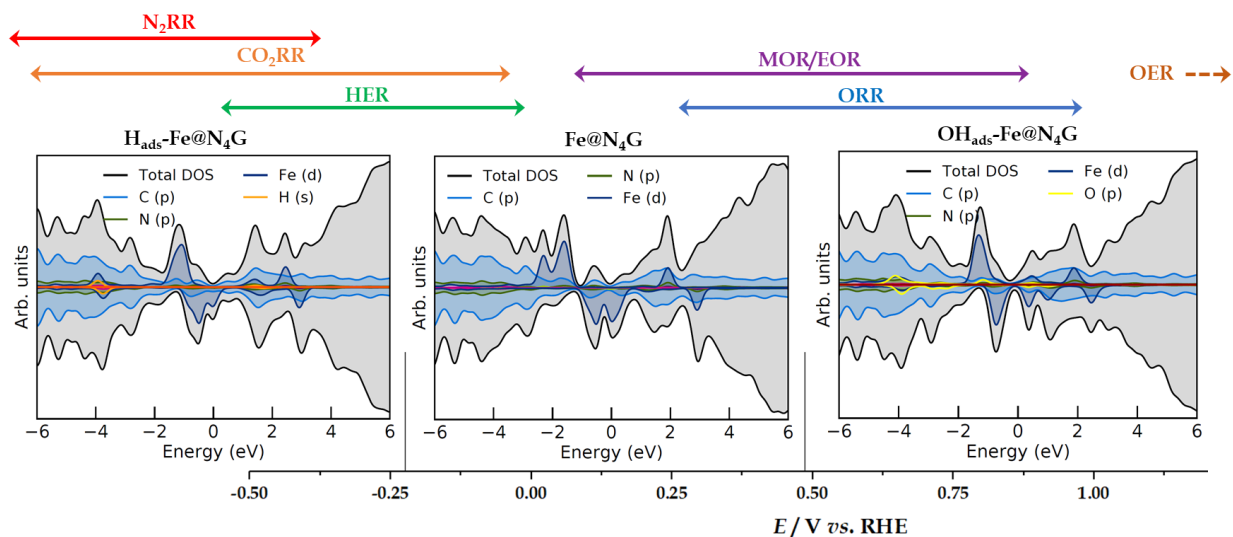 N₂RR
CO₂RR
MOR/EOR
OER
HER
ORR
Hads-Fe@N₄G
Fe@N₄G
OHads-Fe@N₄G
Total DOS
C (p)
N (p)
Fe (d)
H (s)
Arb. units
−6 −4 −2 0 2 4 6
Energy (eV)
Total DOS
C (p)
N (p)
Fe (d)
Arb. units
−6 −4 −2 0 2 4 6
Energy (eV)
Total DOS
C (p)
N (p)
Fe (d)
O (p)
Arb. units
−6 −4 −2 0 2 4 6
Energy (eV)
-0.50 -0.25 0.00 0.25 0.50 0.75 1.00
E / V vs. RHE